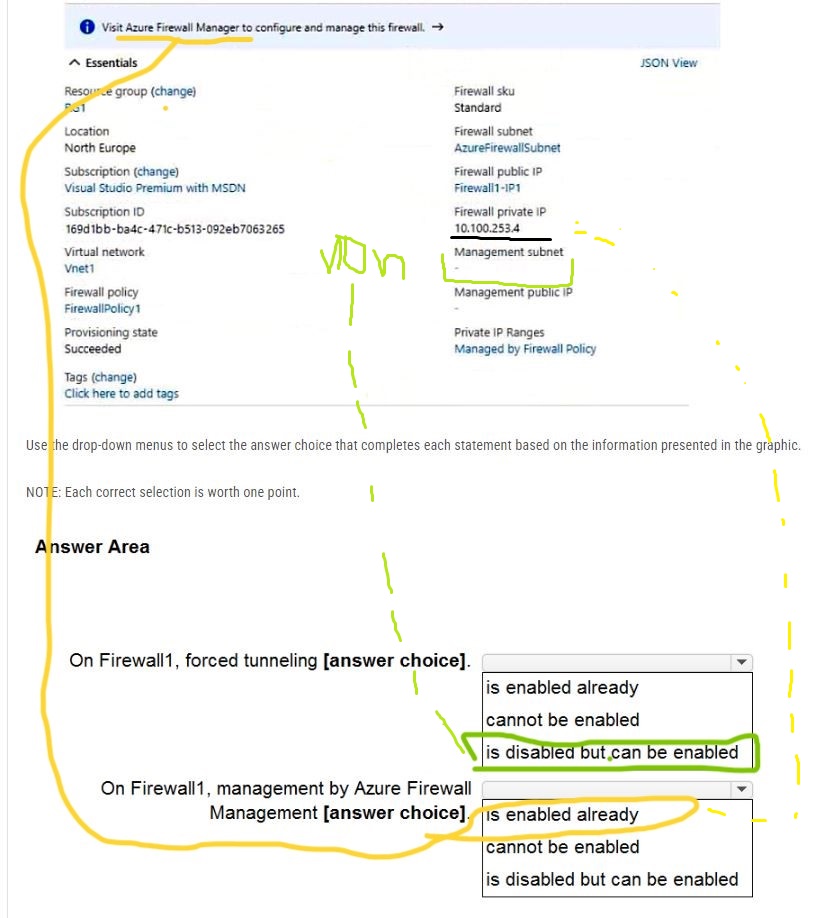 Visit Azure Firewall Manager to configure and manage this firewall. →
Essentials
JSON View
Resource group (change)
RG1
Firewall sku
Standard
Location
North Europe
Firewall subnet
AzureFirewallSubnet
Subscription (change)
Visual Studio Premium with MSDN
Firewall public IP
Firewall1-IP1
Subscription ID
169d1bb-ba4c-471c-b513-092eb7063265
Firewall private IP
10.100.253.4
Virtual network
Vnet1
Management subnet
-
Firewall policy
FirewallPolicy1
Management public IP
-
Provisioning state
Succeeded
Private IP Ranges
Managed by Firewall Policy
Tags (change)
Click here to add tags
Use the drop-down menus to select the answer choice that completes each statement based on the information presented in the graphic.
NOTE: Each correct selection is worth one point.
Answer Area
On Firewall1, forced tunneling [answer choice].
is enabled already
cannot be enabled
is disabled but can be enabled
On Firewall1, management by Azure Firewall
Management [answer choice].
is enabled already
cannot be enabled
is disabled but can be enabled